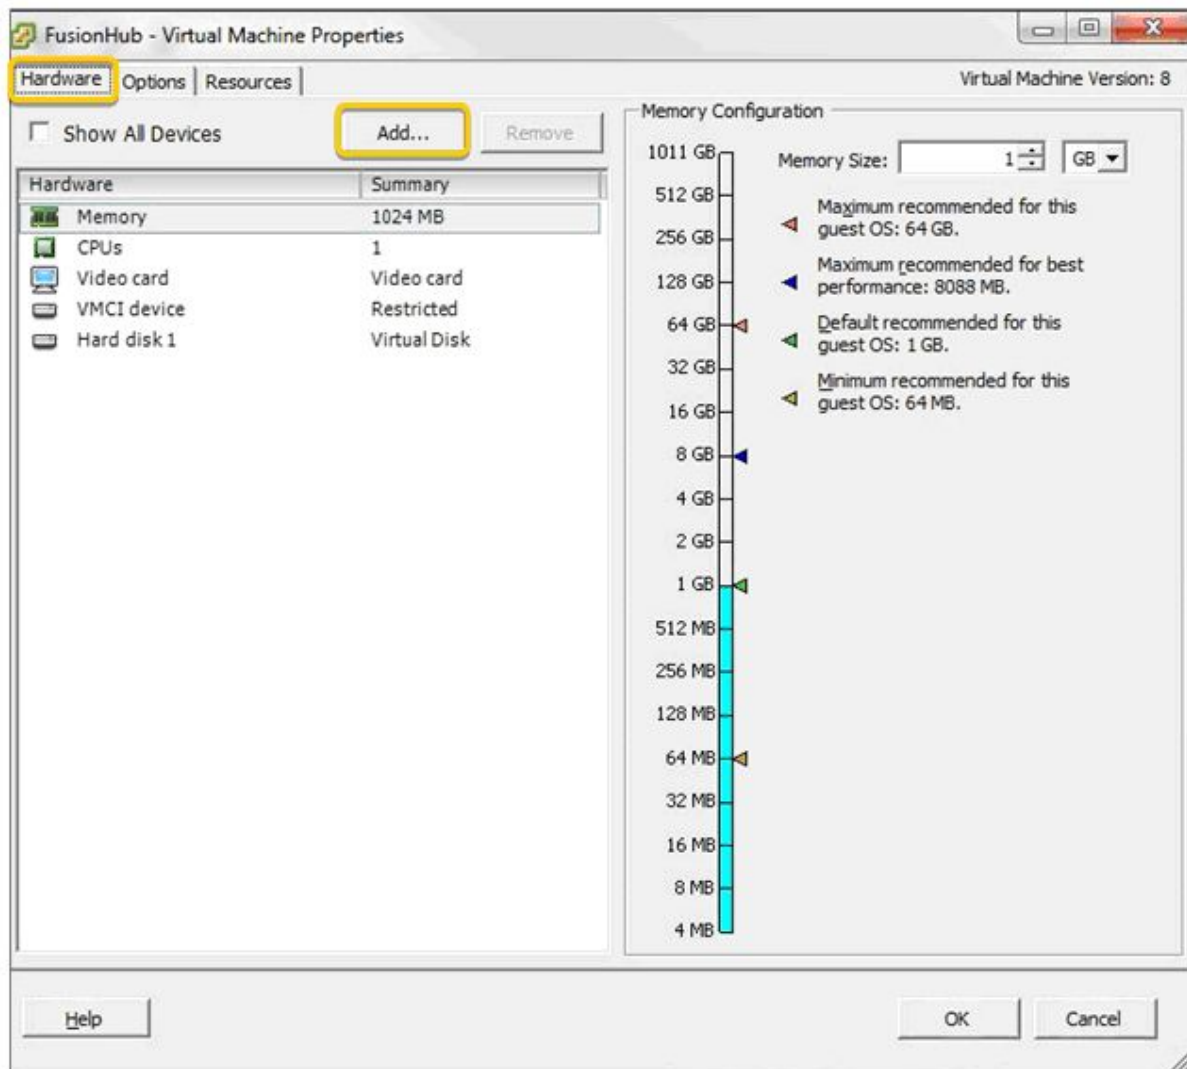 FusionHub - Virtual Machine Properties
Hardware Options Resources Virtual Machine Version: 8
Show All Devices Add... Remove
Hardware Summary
Memory 1024 MB
CPUs 1
Video card Video card
VMCI device Restricted
Hard disk 1 Virtual Disk
Memory Configuration
Memory Size: 1 GB
1011 GB
512 GB
256 GB
128 GB
64 GB
32 GB
16 GB
8 GB
4 GB
2 GB
1 GB
512 MB
256 MB
128 MB
64 MB
32 MB
16 MB
8 MB
4 MB
Maximum recommended for this
guest OS: 64 GB.
Maximum recommended for best
performance: 8088 MB.
Default recommended for this
guest OS: 1 GB.
Minimum recommended for this
guest OS: 64 MB.
Help OK Cancel